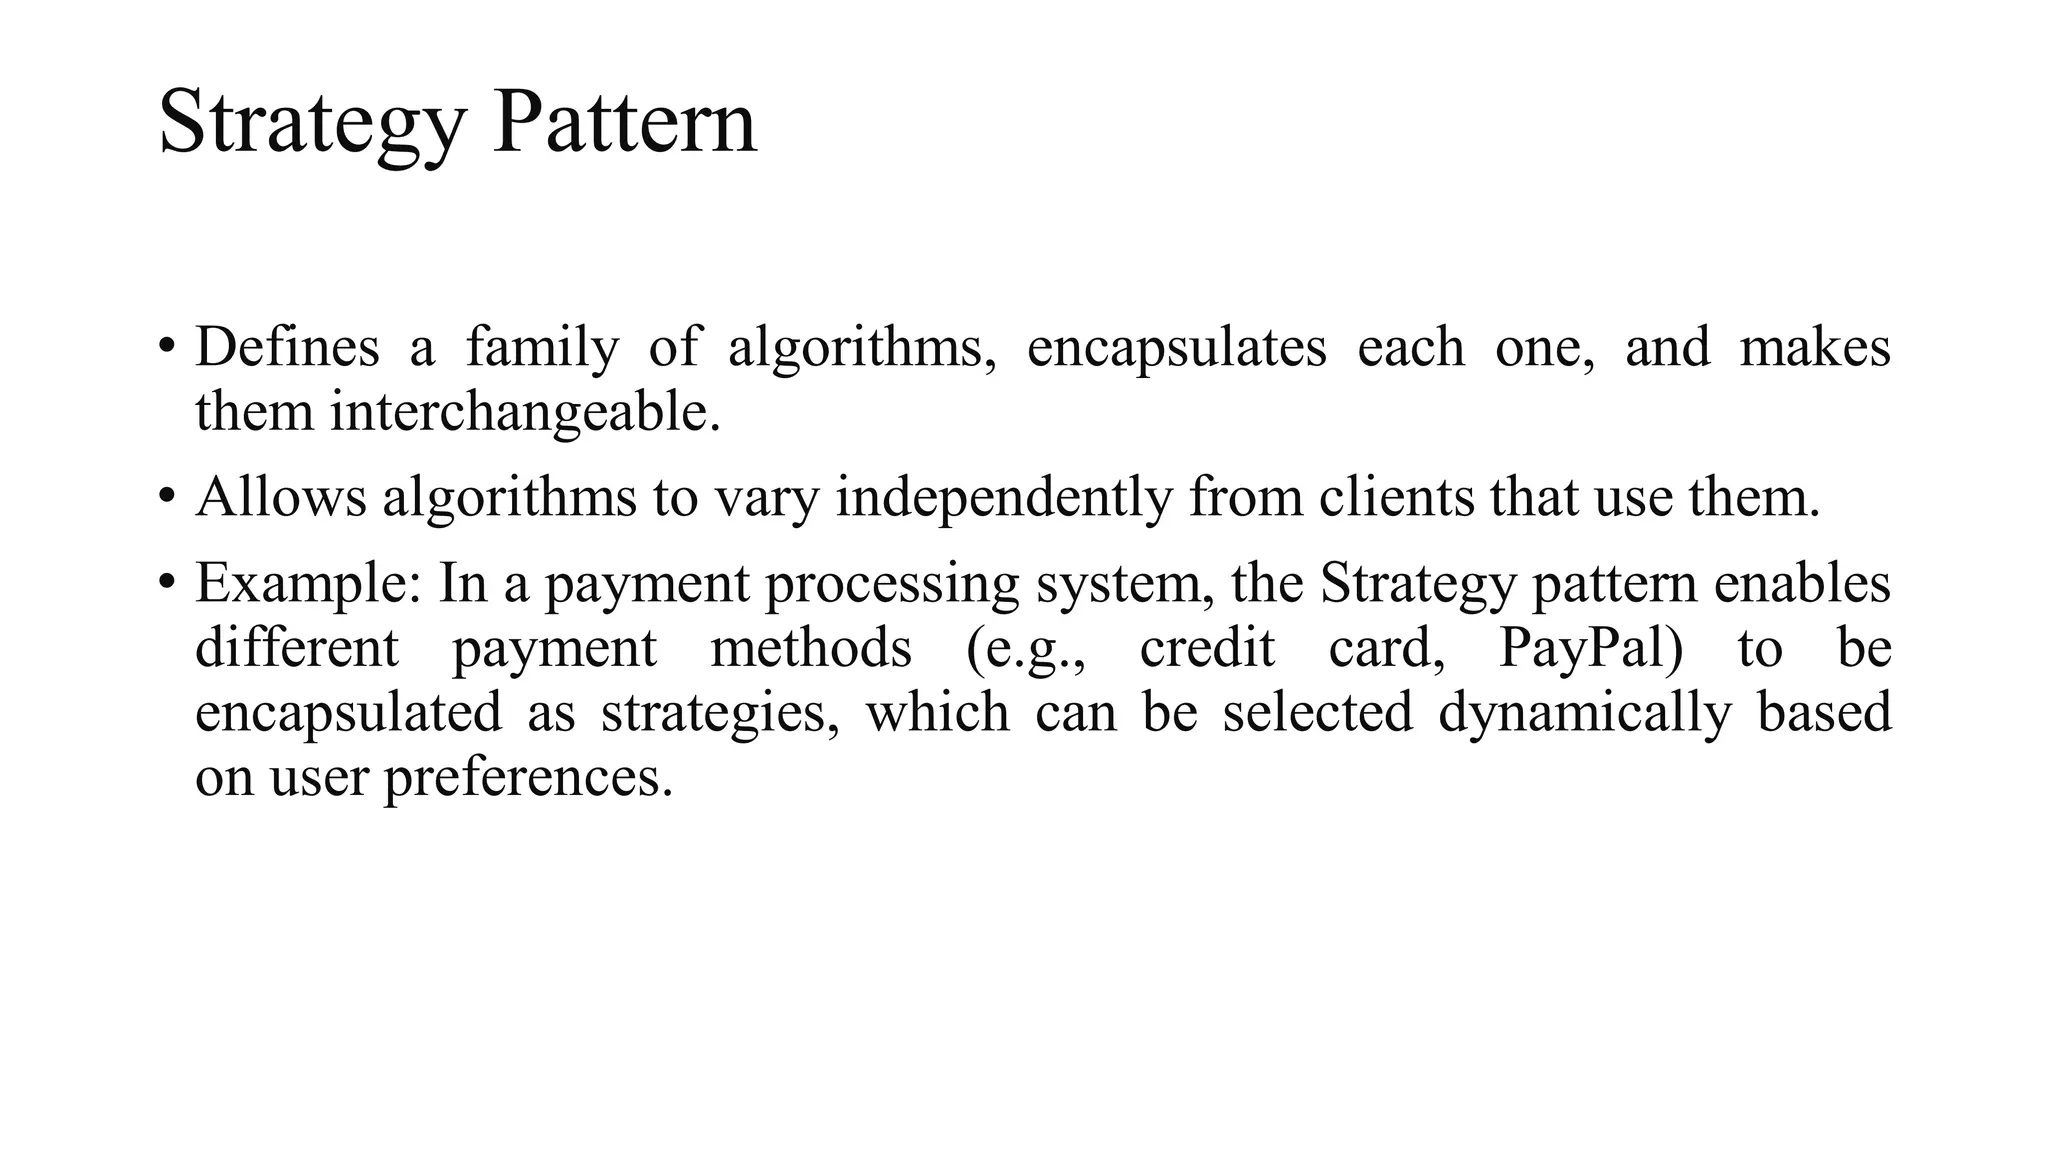 Strategy Pattern
• Defines a family of algorithms, encapsulates each one, and makes
them interchangeable.
• Allows algorithms to vary independently from clients that use them.
• Example: In a payment processing system, the Strategy pattern enables
different payment methods (e.g., credit card, PayPal) to be
encapsulated as strategies, which can be selected dynamically based
on user preferences.